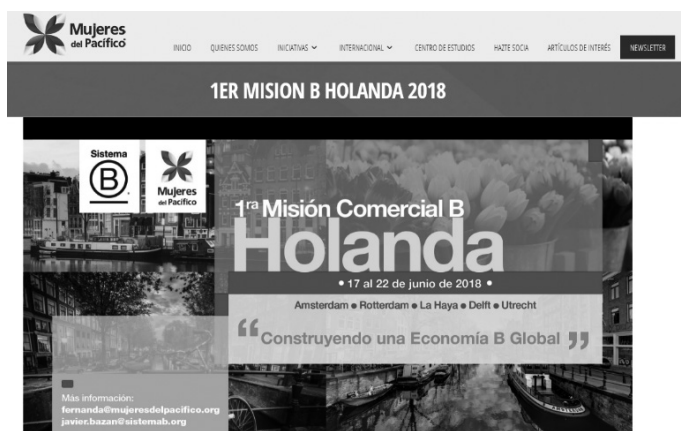 Mujeres
del Pacífico
INICIO QUIENES SOMOS INICIATIVAS INTERNACIONAL CENTRO DE ESTUDIOS HAZTE SOCIA ARTÍCULOS DE INTERÉS NEWSLETTER
1ER MISION B HOLANDA 2018
Sistema
B
Mujeres
del Pacífico
1ra Misión Comercial B
Holanda
• 17 al 22 de junio de 2018 •
Amsterdam • Rotterdam • La Haya • Delft • Utrecht
“Construyendo una Economía B Global”
Más información:
fernanda@mujeresdelpacifico.org
javier.bazan@sistemab.org